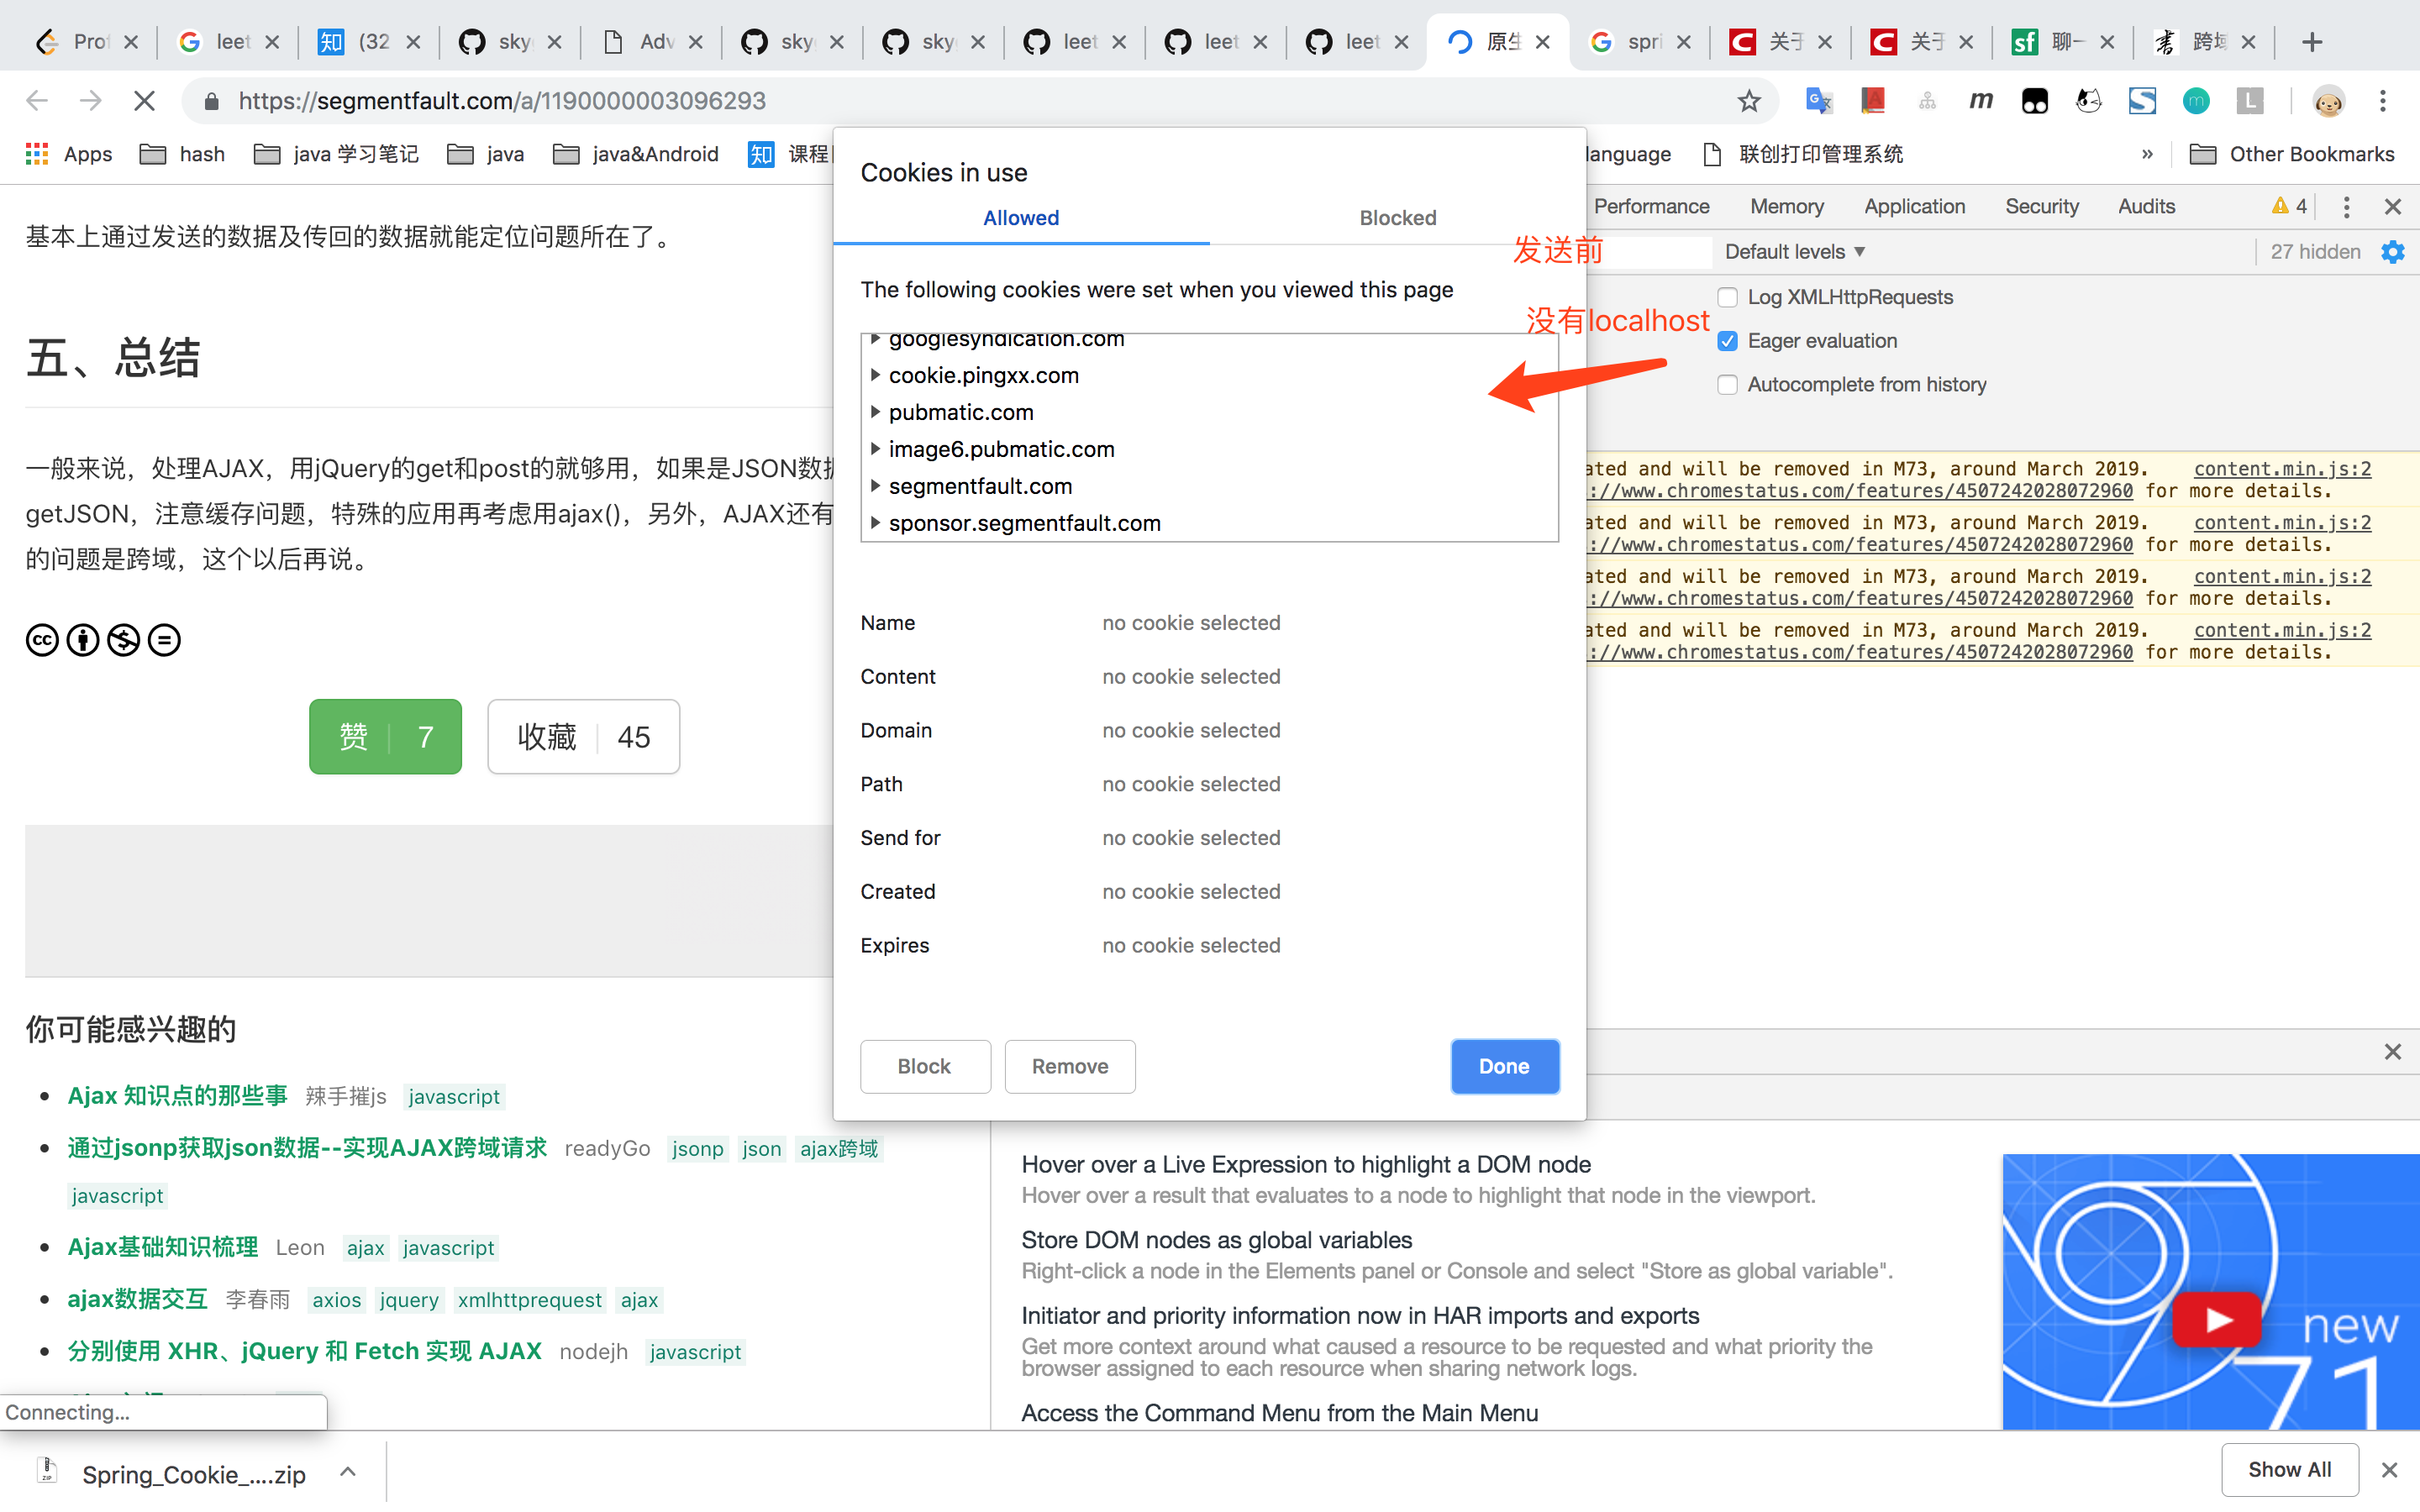 Prof
leet
知 (32
sky
Adv
sky
sky
leet
leet
leet
原生
spri
C 关于
C 关于
sf 聊一
书 跨域
https://segmentfault.com/a/1190000003096293
Apps
hash
java 学习笔记
java
java&Android
知 课程
language
联创打印管理系统
»
Other Bookmarks
基本上通过发送的数据及传回的数据就能定位问题所在了。
五、总结
一般来说，处理AJAX，用jQuery的get和post的就够用，如果是JSON数据
getJSON，注意缓存问题，特殊的应用再考虑用ajax()，另外，AJAX还有
的问题是跨域，这个以后再说。
赞 7
收藏 45
你可能感兴趣的
Ajax 知识点的那些事 辣手摧js javascript
通过jsonp获取json数据--实现AJAX跨域请求 readyGo jsonp json ajax跨域
javascript
Ajax基础知识梳理 Leon ajax javascript
ajax数据交互 李春雨 axios jquery xmlhttprequest ajax
分别使用 XHR、jQuery 和 Fetch 实现 AJAX nodejh javascript
Connecting...
Cookies in use
Allowed
Blocked
发送前
The following cookies were set when you viewed this page
没有localhost
googlesyndication.com
cookie.pingxx.com
pubmatic.com
image6.pubmatic.com
segmentfault.com
sponsor.segmentfault.com
Name no cookie selected
Content no cookie selected
Domain no cookie selected
Path no cookie selected
Send for no cookie selected
Created no cookie selected
Expires no cookie selected
Block
Remove
Done
Performance
Memory
Application
Security
Audits
4
Default levels
27 hidden
Log XMLHttpRequests
Eager evaluation
Autocomplete from history
ated and will be removed in M73, around March 2019. content.min.js:2
://www.chromestatus.com/features/4507242028072960 for more details.
ated and will be removed in M73, around March 2019. content.min.js:2
://www.chromestatus.com/features/4507242028072960 for more details.
ated and will be removed in M73, around March 2019. content.min.js:2
://www.chromestatus.com/features/4507242028072960 for more details.
ated and will be removed in M73, around March 2019. content.min.js:2
://www.chromestatus.com/features/4507242028072960 for more details.
Hover over a Live Expression to highlight a DOM node
Hover over a result that evaluates to a node to highlight that node in the viewport.
Store DOM nodes as global variables
Right-click a node in the Elements panel or Console and select "Store as global variable".
Initiator and priority information now in HAR imports and exports
Get more context around what caused a resource to be requested and what priority the
browser assigned to each resource when sharing network logs.
Access the Command Menu from the Main Menu
new
71
Spring_Cookie_....zip
Show All